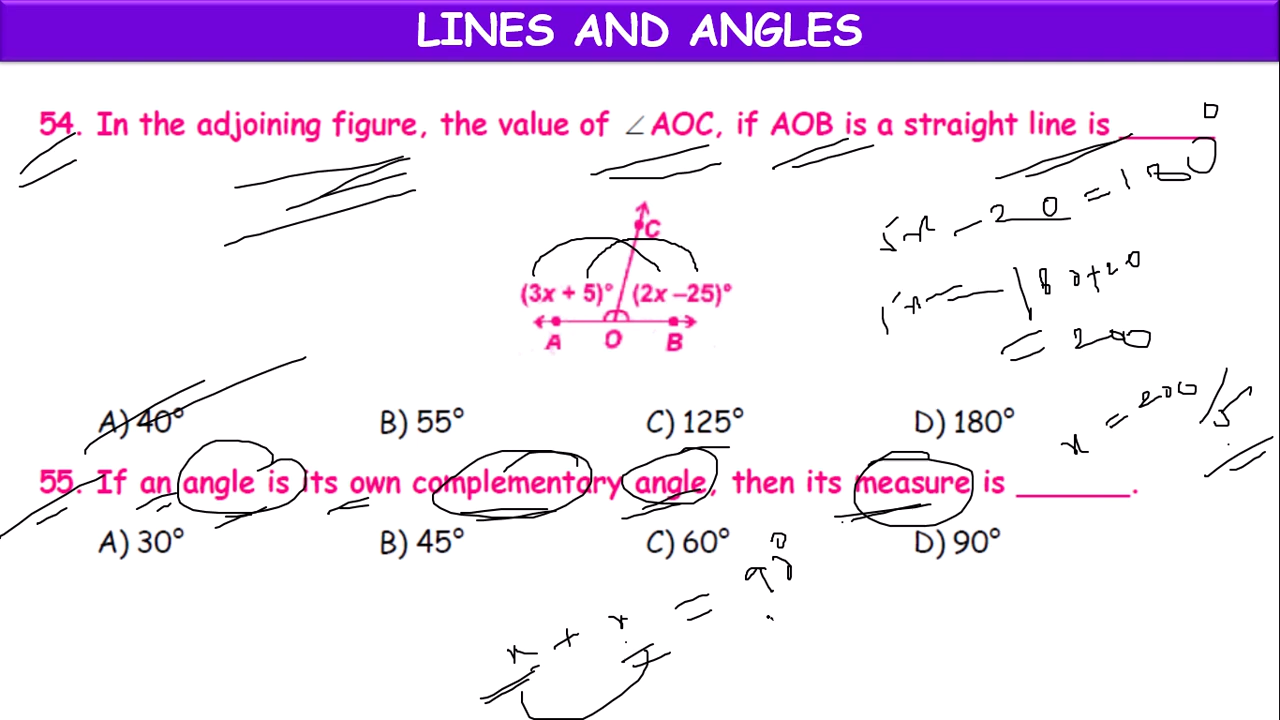 LINES AND ANGLES
54. In the adjoining figure, the value of ∠AOC, if AOB is a straight line is ______
5x - 20 = 180°
C
(3x + 5)° (2x –25)°
= 180+20
A O B
= 200
x = 200/5
A) 40° B) 55° C) 125° D) 180°
55. If an angle is its own complementary angle, then its measure is ______.
A) 30° B) 45° C) 60° D) 90°
x + x = 90°